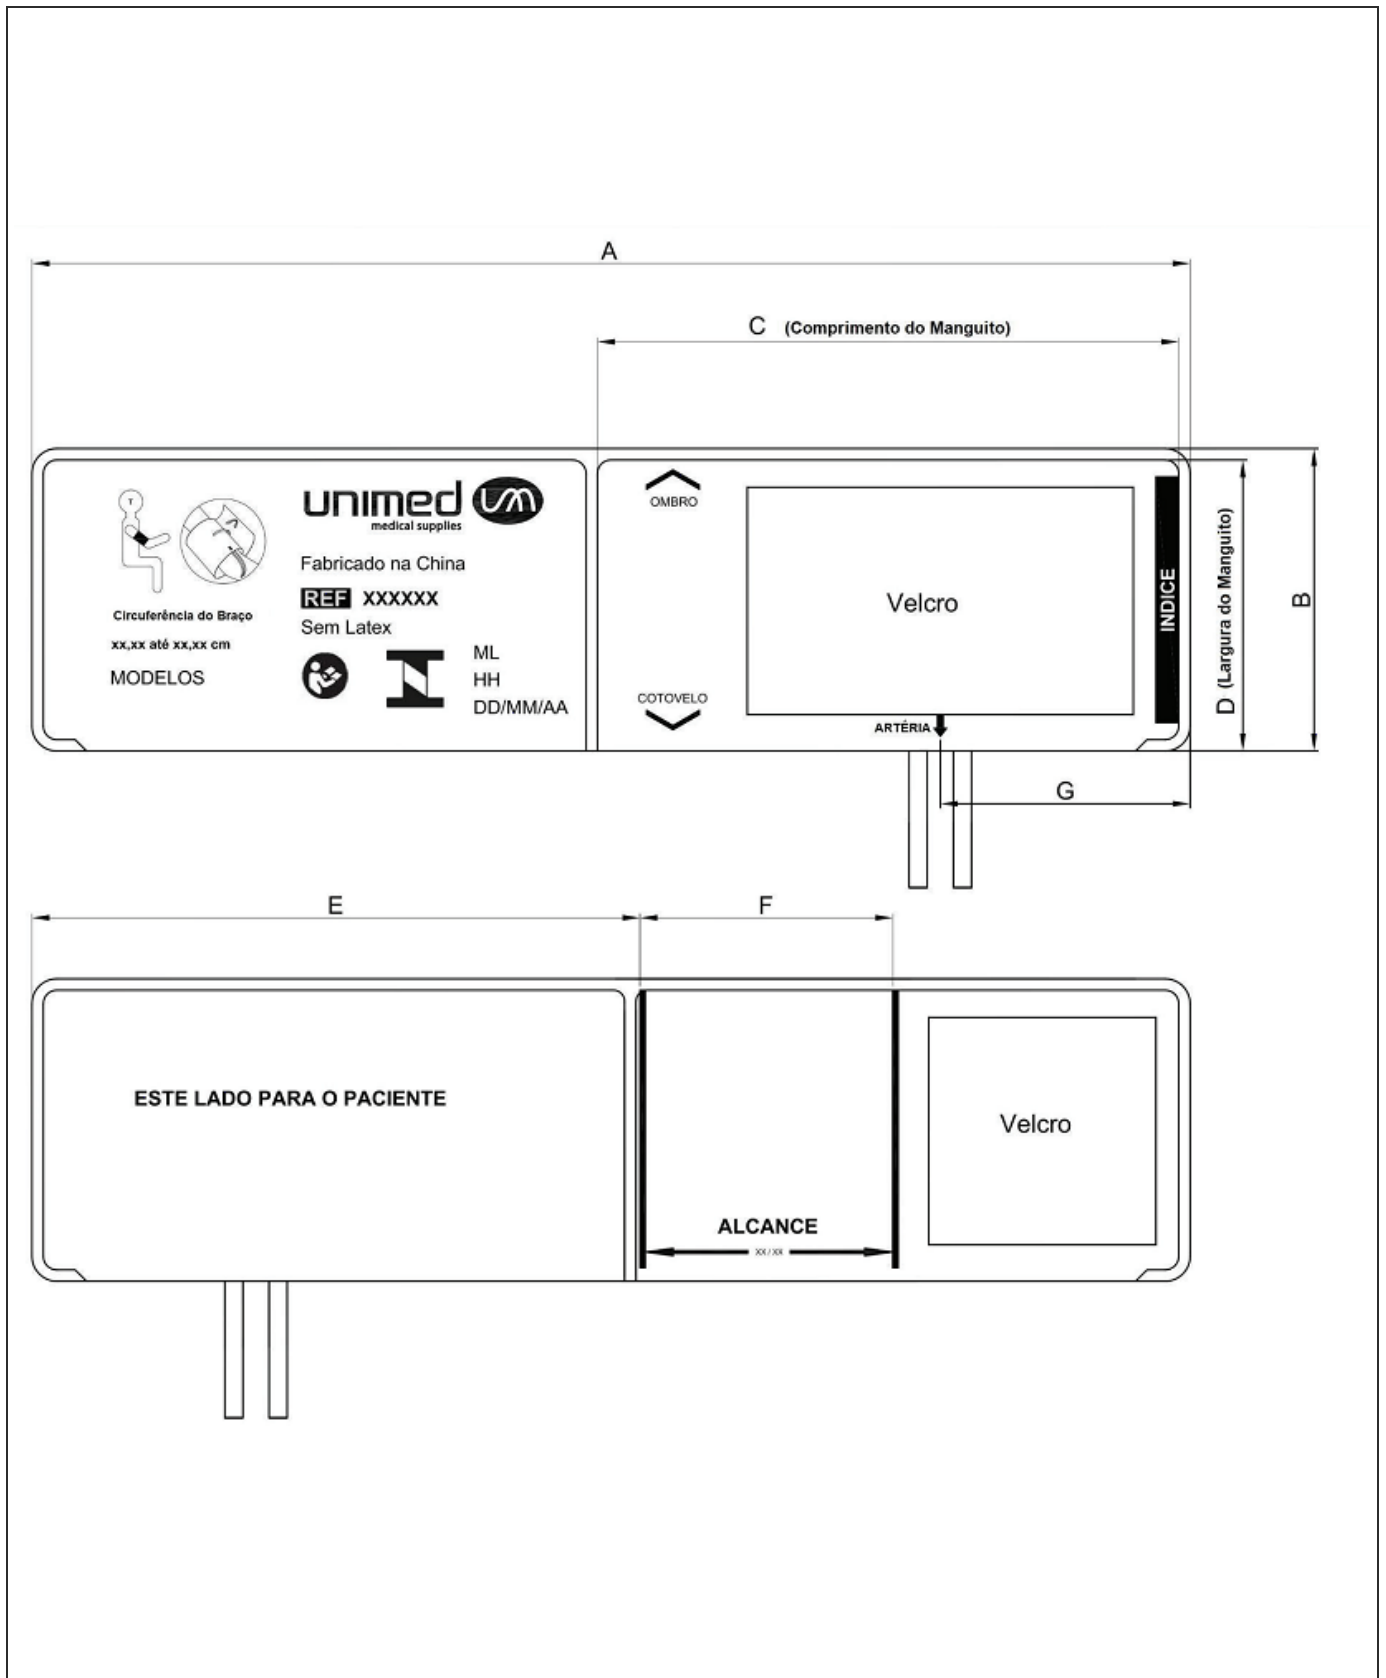 A
C (Comprimento do Manguito)
unimed
medical supplies
Fabricado na China
REF XXXXXX
Sem Latex
T
Circuferência do Braço
xx,xx até xx,xx cm
MODELOS
ML
HH
DD/MM/AA
OMBRO
COTOVELO
Velcro
ARTÉRIA
INDICE
D (Largura do Manguito)
B
G
E
F
ESTE LADO PARA O PACIENTE
ALCANCE
XX / XX
Velcro